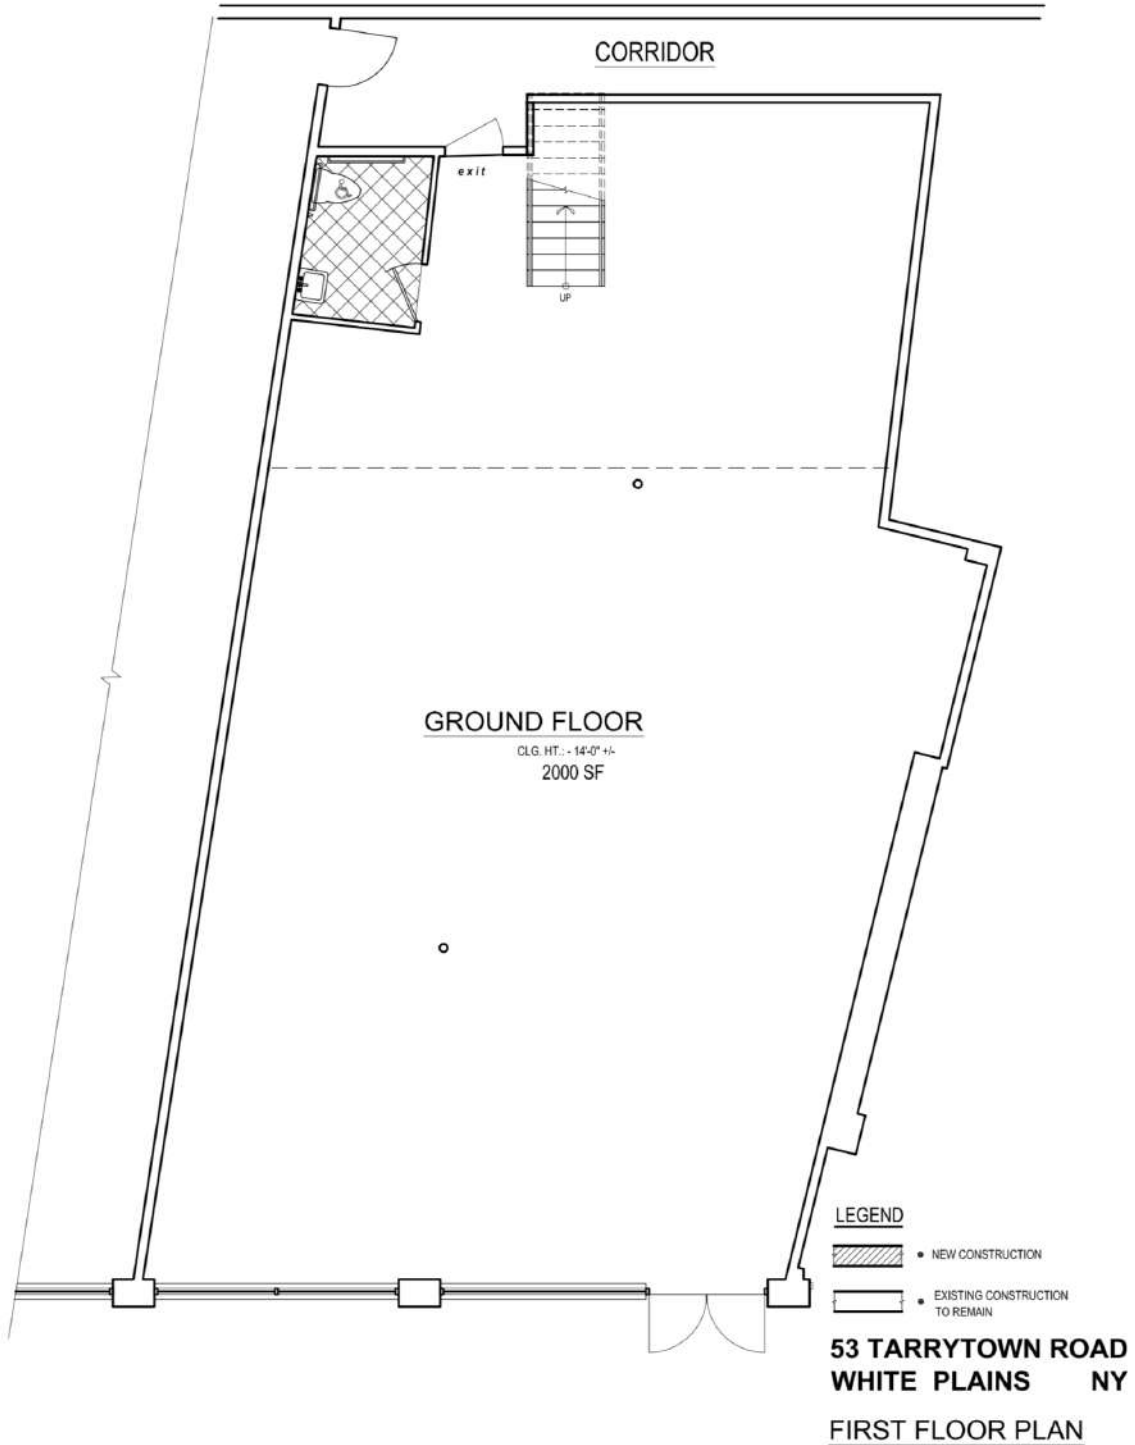 CORRIDOR
exit
UP
GROUND FLOOR
CLG. HT.: - 14'-0" +/-
2000 SF
LEGEND
• NEW CONSTRUCTION
• EXISTING CONSTRUCTION
TO REMAIN
53 TARRYTOWN ROAD
WHITE PLAINS NY
FIRST FLOOR PLAN